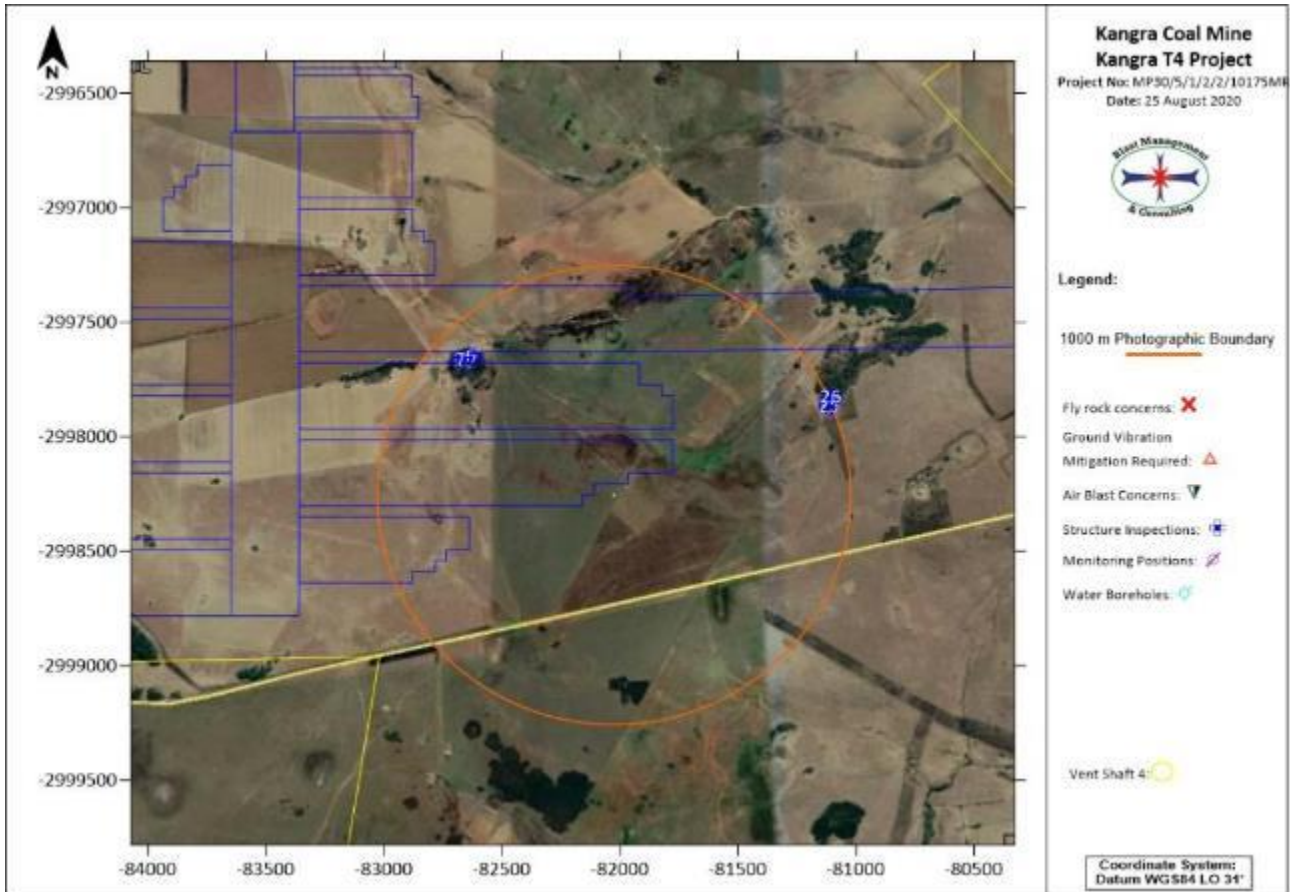 Kangra Coal Mine
Kangra T4 Project
Project No: MP30/5/1/2/2/10175MR
Date: 25 August 2020
Blast Management
& Consulting
Legend:
1000 m Photographic Boundary
Fly rock concerns:
Ground Vibration
Mitigation Required:
Air Blast Concerns:
Structure Inspections:
Monitoring Positions:
Water Boreholes:
Vent Shaft 4:
Coordinate System:
Datum WGS84 LO 31°
N
-2996500
-2997000
-2997500
-2998000
-2998500
-2999000
-2999500
-84000
-83500
-83000
-82500
-82000
-81500
-81000
-80500